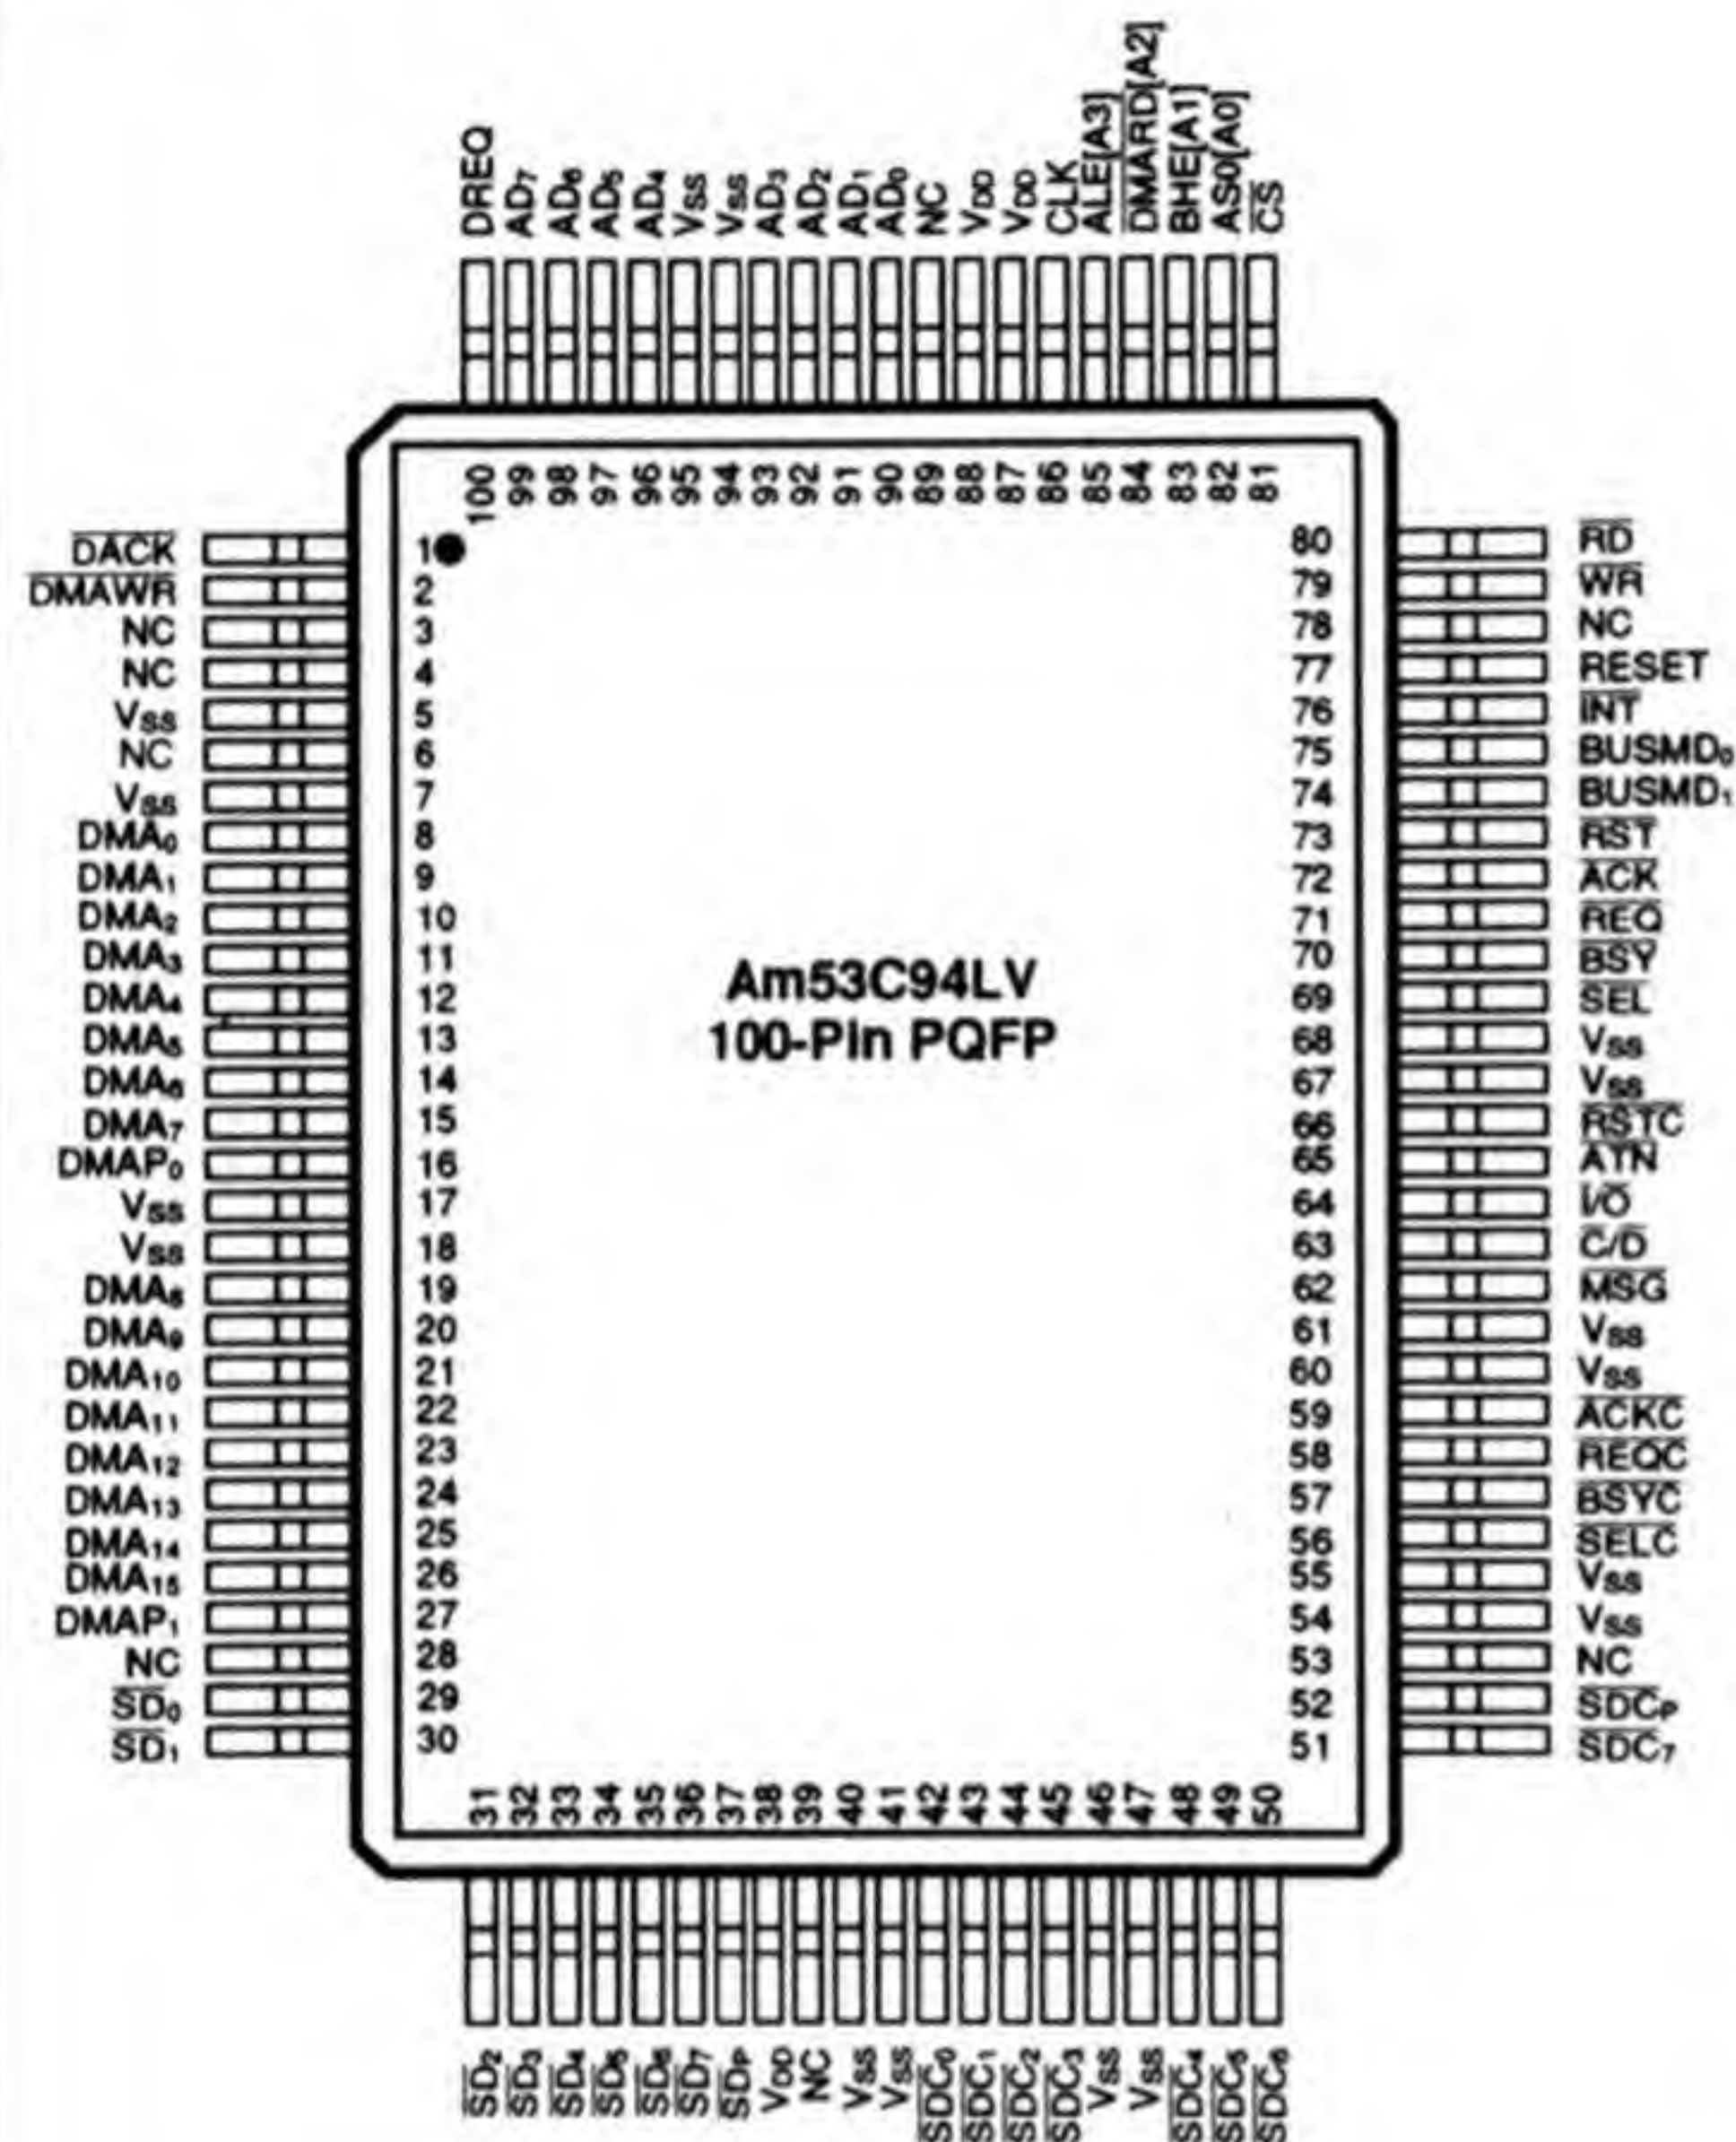 DREQ AD₇ AD₆ AD₅ AD₄ VSS VSS AD₃ AD₂ AD₁ AD₀ NC VDD VDD CLK ALE[A3] DMARD[A2] BHE[A1] AS0[A0] CS
100 99 98 97 96 95 94 93 92 91 90 89 88 87 86 85 84 83 82 81
DACK 1 80 RD
DMAWR 2 79 WR
NC 3 78 NC
NC 4 77 RESET
VSS 5 76 INT
NC 6 75 BUSMD₀
VSS 7 74 BUSMD₁
DMA₀ 8 73 RST
DMA₁ 9 72 ACK
DMA₂ 10 71 REQ
DMA₃ 11 70 BSY
DMA₄ 12 69 SEL
DMA₅ 13 68 VSS
DMA₆ 14 67 VSS
DMA₇ 15 66 RSTC
DMAP₀ 16 65 ATN
VSS 17 64 I/O
VSS 18 63 C/D
DMA₈ 19 62 MSG
DMA₉ 20 61 VSS
DMA₁₀ 21 60 VSS
DMA₁₁ 22 59 ACKC
DMA₁₂ 23 58 REQC
DMA₁₃ 24 57 BSYC
DMA₁₄ 25 56 SELC
DMA₁₅ 26 55 VSS
DMAP₁ 27 54 VSS
NC 28 53 NC
SD₀ 29 52 SDCP
SD₁ 30 51 SDC₇
Am53C94LV
100-Pin PQFP
31 32 33 34 35 36 37 38 39 40 41 42 43 44 45 46 47 48 49 50
SD₂ SD₃ SD₄ SD₅ SD₆ SD₇ SDP VDD NC VSS VSS SDC₀ SDC₁ SDC₂ SDC₃ VSS VSS SDC₄ SDC₅ SDC₆